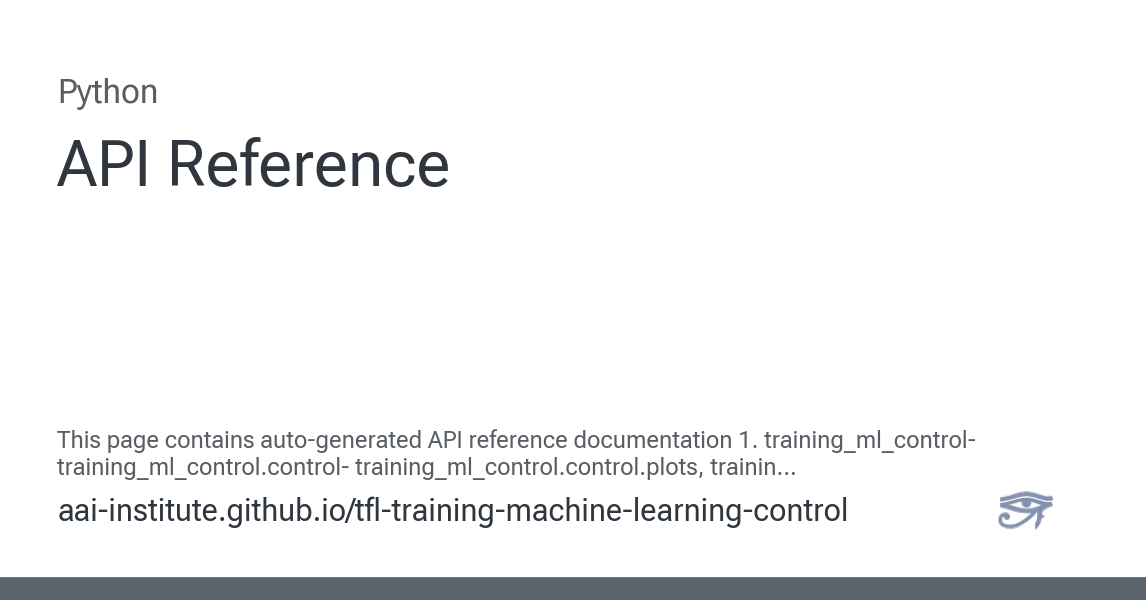 Python
API Reference
This page contains auto-generated API reference documentation 1. training_ml_control-
training_ml_control.control- training_ml_control.control.plots, trainin...
aai-institute.github.io/tfl-training-machine-learning-control